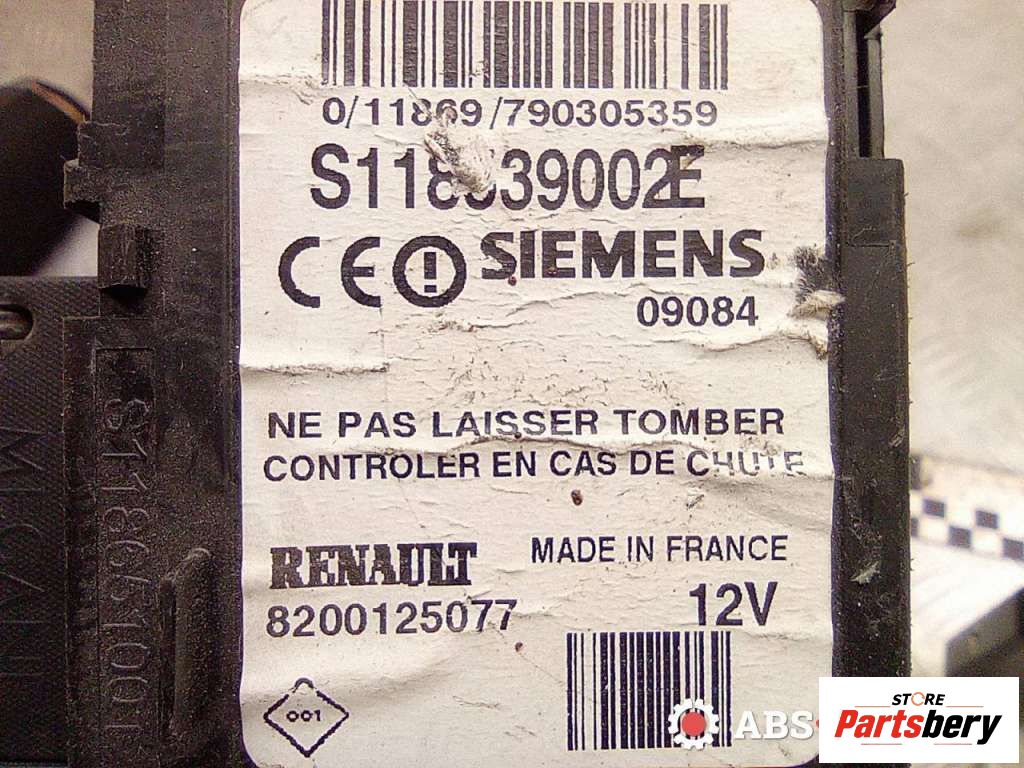 0/11869/790305359
CE SIEMENS
09084
NE PAS LAISSER TOMBER
CONTROLER EN CAS DE CHUTE
RENAULT
MADE IN FRANCE
8200125077
12V
001
ABS
STORE
Partsbery